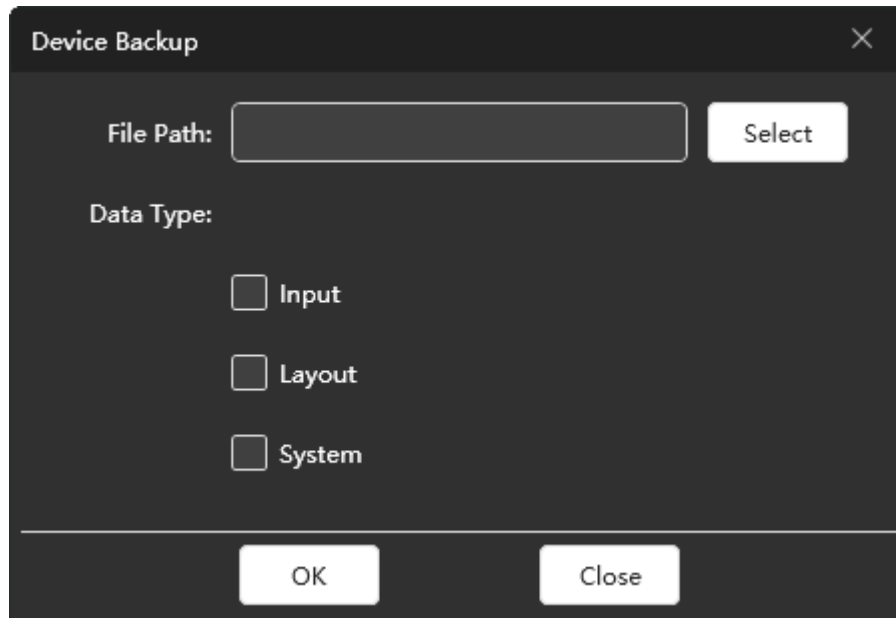 Device Backup
File Path: Select
Data Type:
Input
Layout
System
OK Close